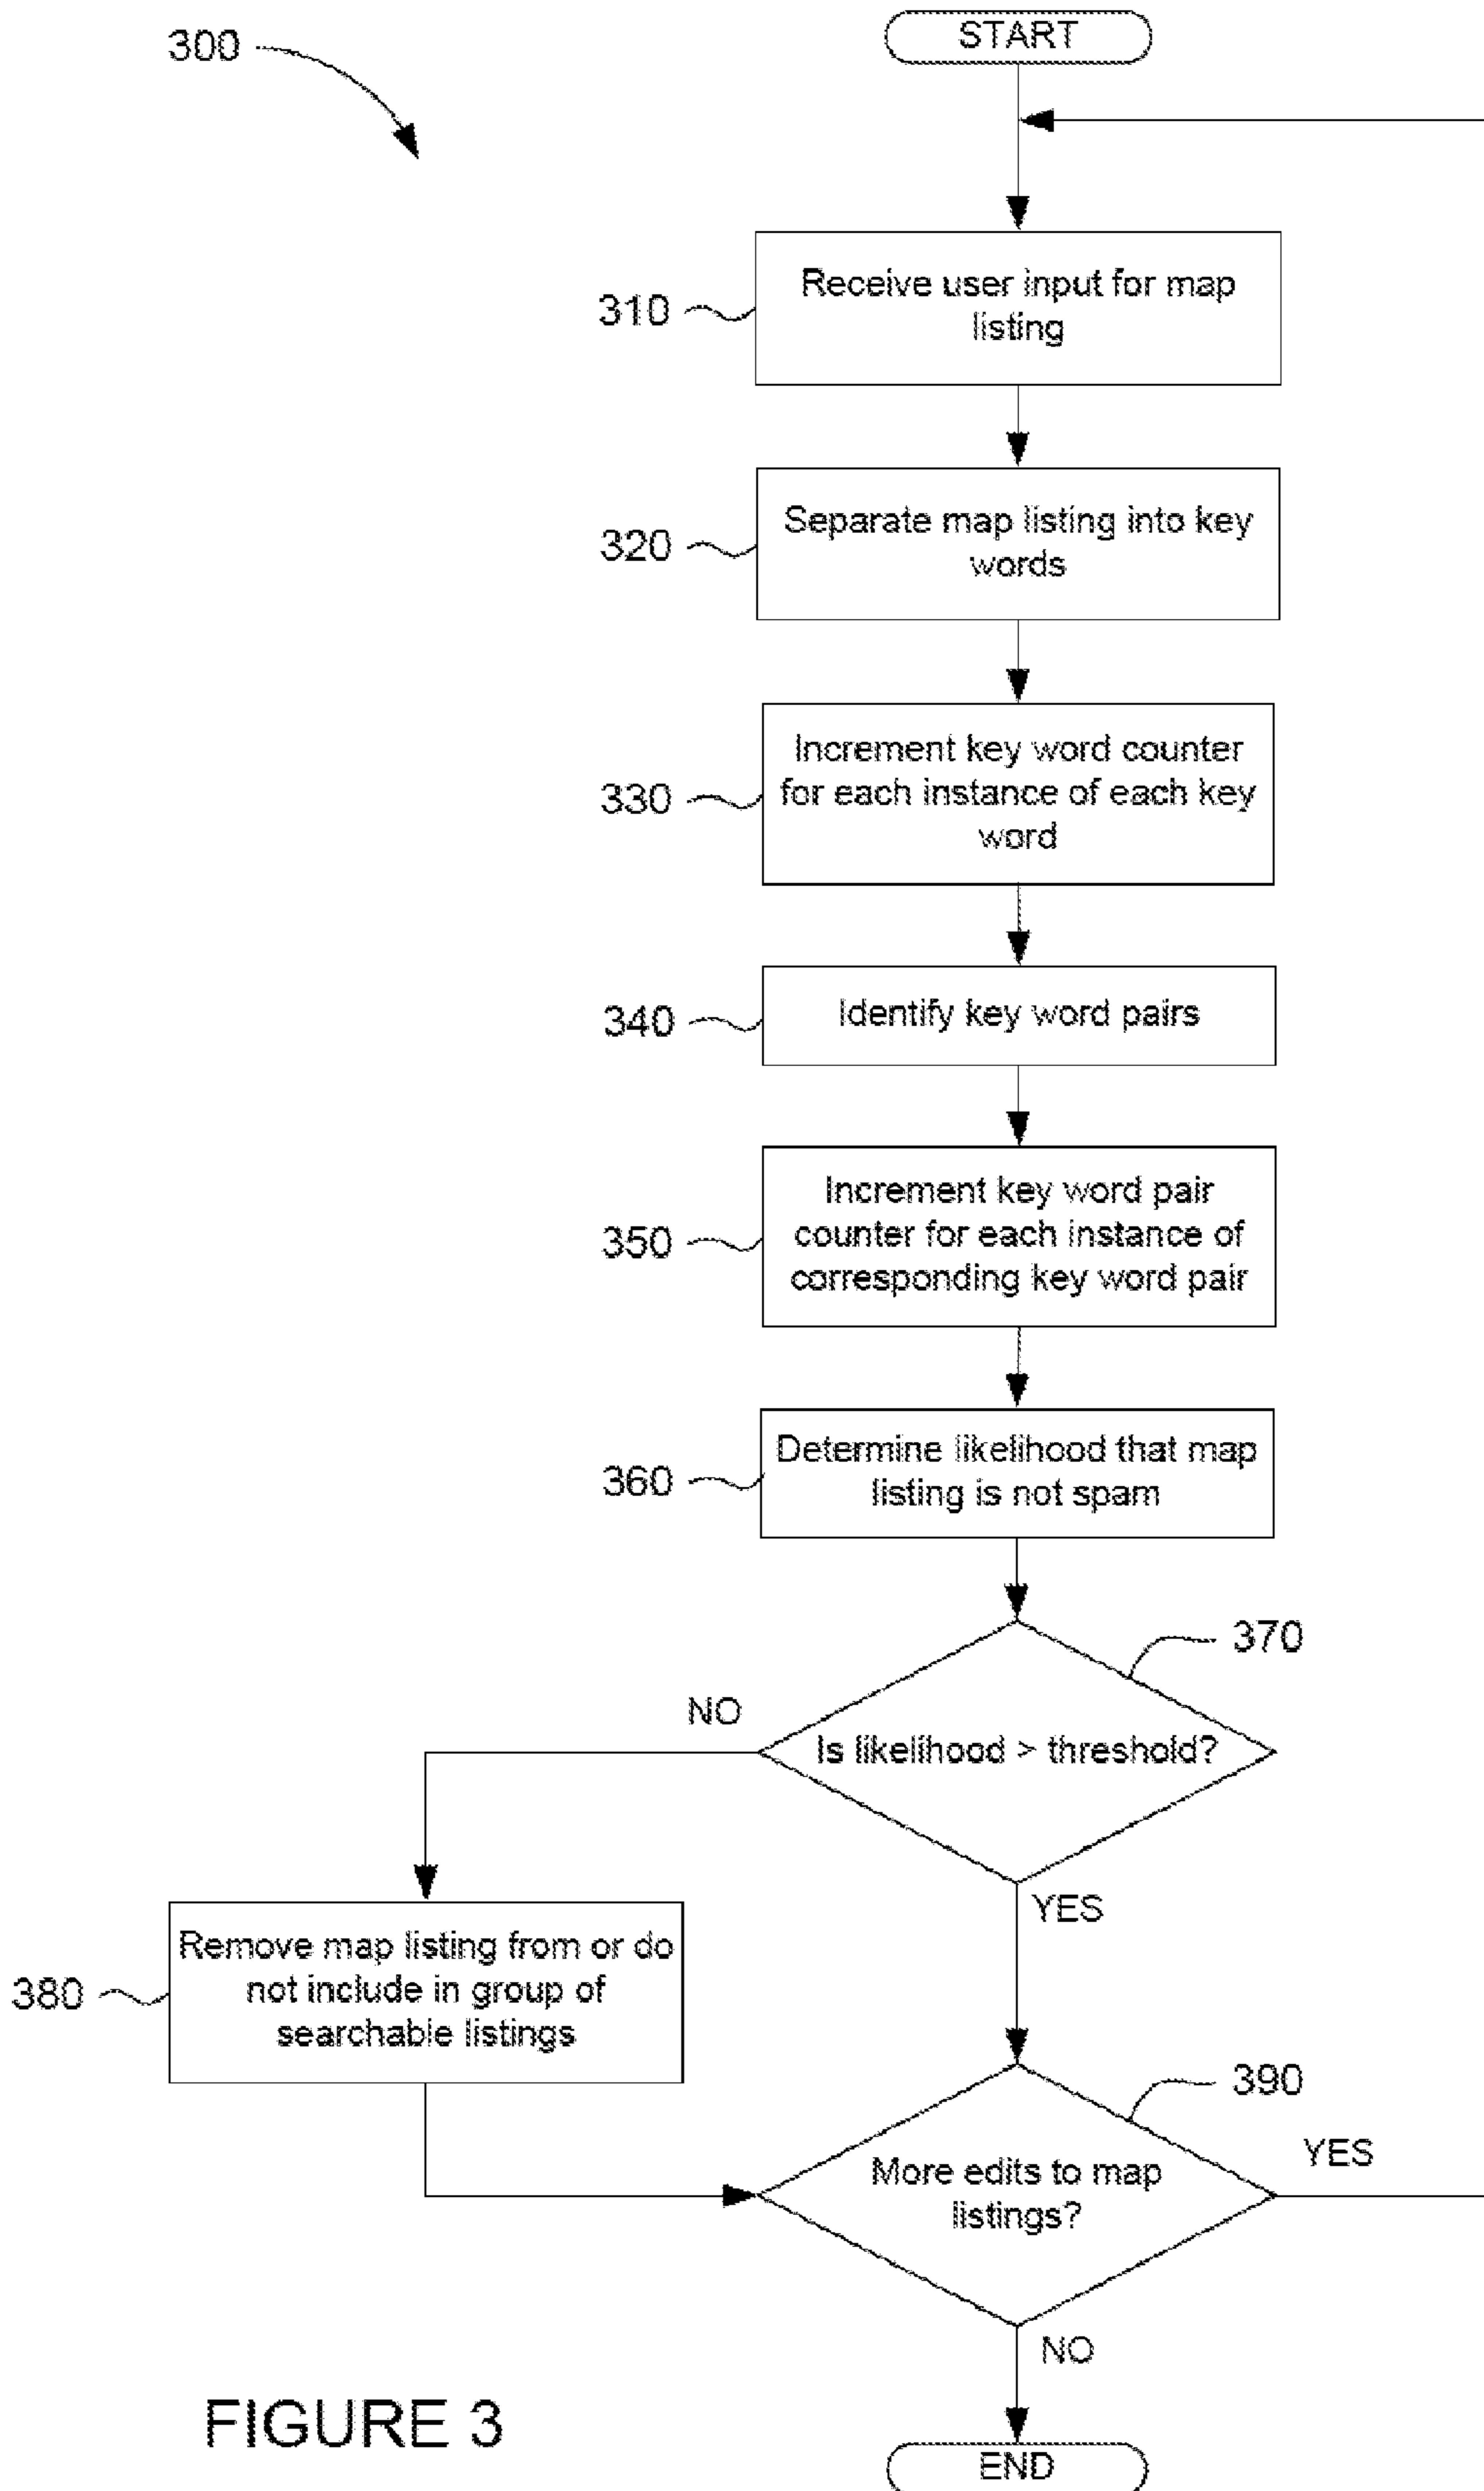 300
START
310
Receive user input for map
listing
320
Separate map listing into key
words
330
Increment key word counter
for each instance of each key
word
340
Identify key word pairs
350
Increment key word pair
counter for each instance of
corresponding key word pair
360
Determine likelihood that map
listing is not spam
370
NO
Is likelihood > threshold?
YES
380
Remove map listing from or do
not include in group of
searchable listings
390
More edits to map
listings?
YES
NO
FIGURE 3
END